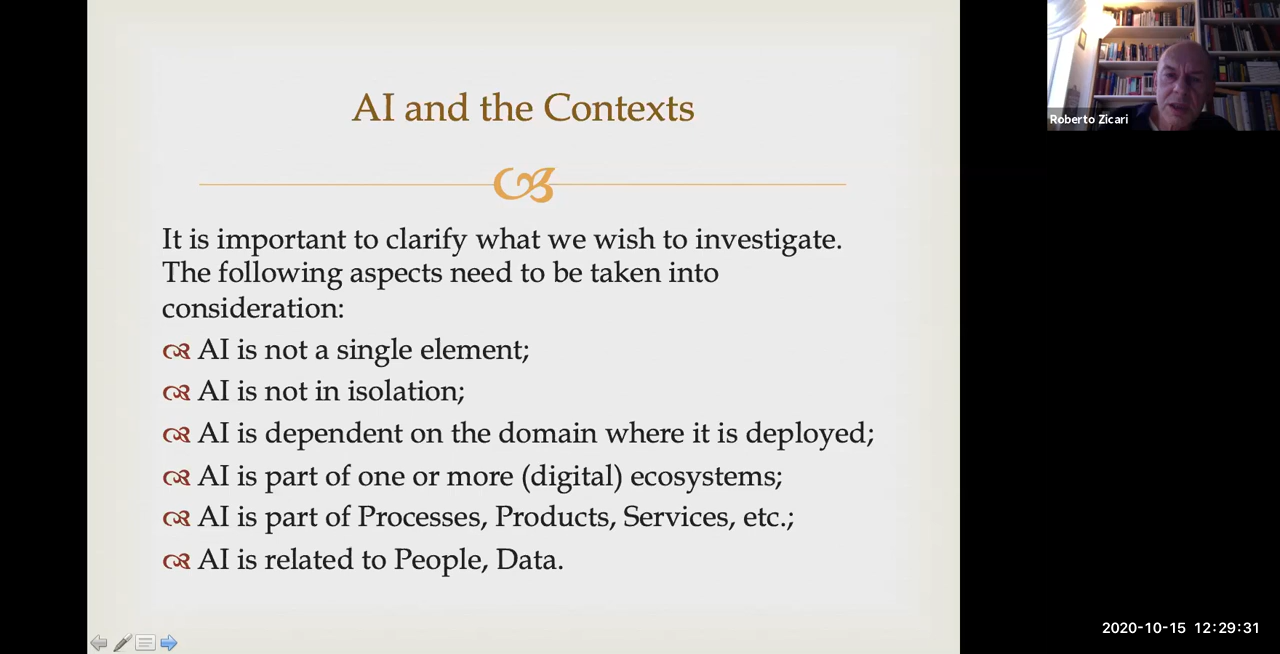 AI and the Contexts
It is important to clarify what we wish to investigate.
The following aspects need to be taken into
consideration:
AI is not a single element;
AI is not in isolation;
AI is dependent on the domain where it is deployed;
AI is part of one or more (digital) ecosystems;
AI is part of Processes, Products, Services, etc.;
AI is related to People, Data.
Roberto Zicari
2020-10-15 12:29:31